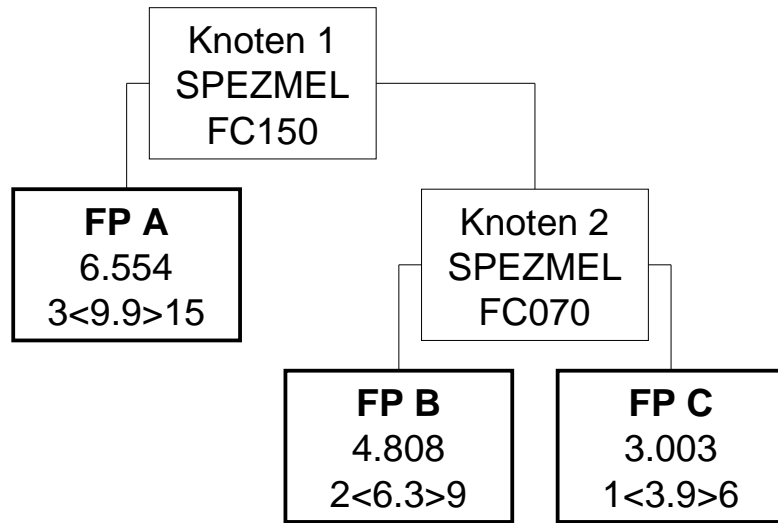 Knoten 1
SPEZMEL
FC150
FP A
6.554
3<9.9>15
Knoten 2
SPEZMEL
FC070
FP B
4.808
2<6.3>9
FP C
3.003
1<3.9>6